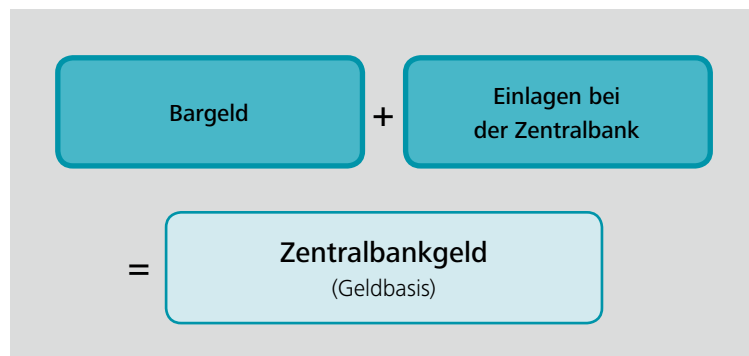 Bargeld
+
Einlagen bei
der Zentralbank
=
Zentralbankgeld
(Geldbasis)